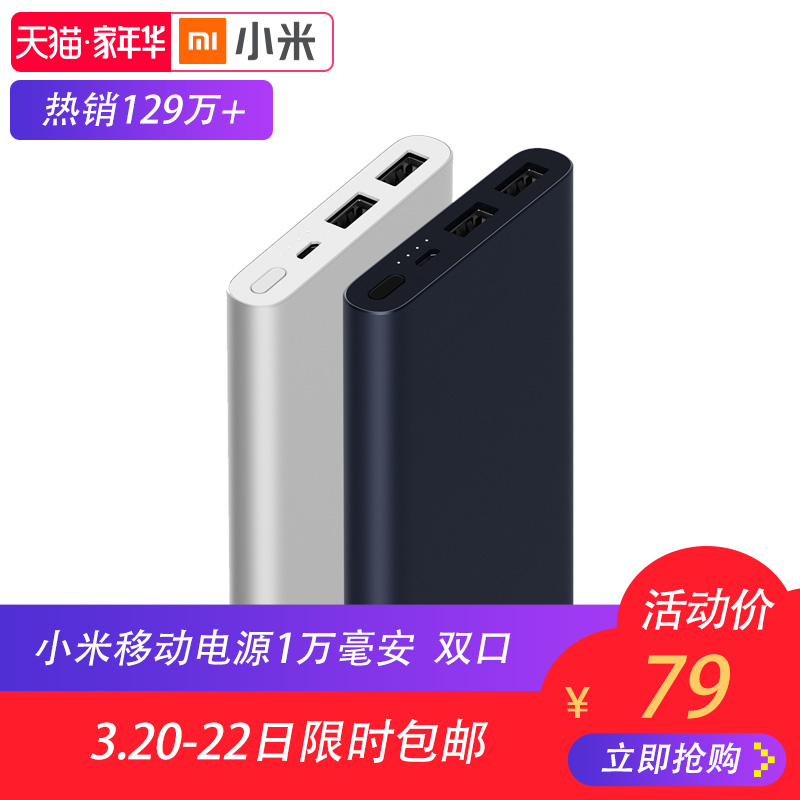 天猫·家年华 mi 小米
热销129万+
小米移动电源1万毫安 双口
3.20-22日限时包邮
活动价
¥ 79
立即抢购